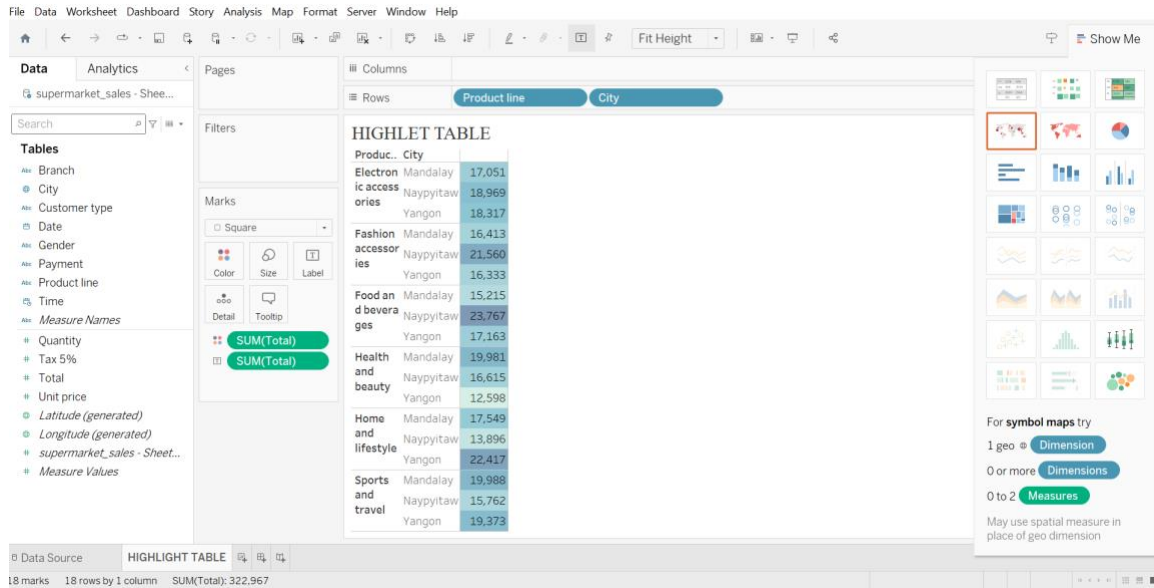 File Data Worksheet Dashboard Story Analysis Map Format Server Window Help
Fit Height
Show Me
Data Analytics
supermarket_sales - Shee...
Search
Tables
Abc Branch
City
Abc Customer type
Date
Abc Gender
Abc Payment
Abc Product line
Time
Abc Measure Names
# Quantity
# Tax 5%
# Total
# Unit price
Latitude (generated)
Longitude (generated)
# supermarket_sales - Sheet...
# Measure Values
Pages
Filters
Marks
Square
Color Size Label
Detail Tooltip
SUM(Total)
SUM(Total)
Columns
Rows Product line City
HIGHLET TABLE
Produc.. City
Electron Mandalay 17,051
ic access Naypyitaw 18,969
ories Yangon 18,317
Fashion Mandalay 16,413
accessor Naypyitaw 21,560
ies Yangon 16,333
Food an Mandalay 15,215
d bevera Naypyitaw 23,767
ges Yangon 17,163
Health Mandalay 19,981
and Naypyitaw 16,615
beauty Yangon 12,598
Home Mandalay 17,549
and Naypyitaw 13,896
lifestyle Yangon 22,417
Sports Mandalay 19,988
and Naypyitaw 15,762
travel Yangon 19,373
For symbol maps try
1 geo Dimension
0 or more Dimensions
0 to 2 Measures
May use spatial measure in
place of geo dimension
Data Source HIGHLIGHT TABLE
18 marks 18 rows by 1 column SUM(Total): 322,967